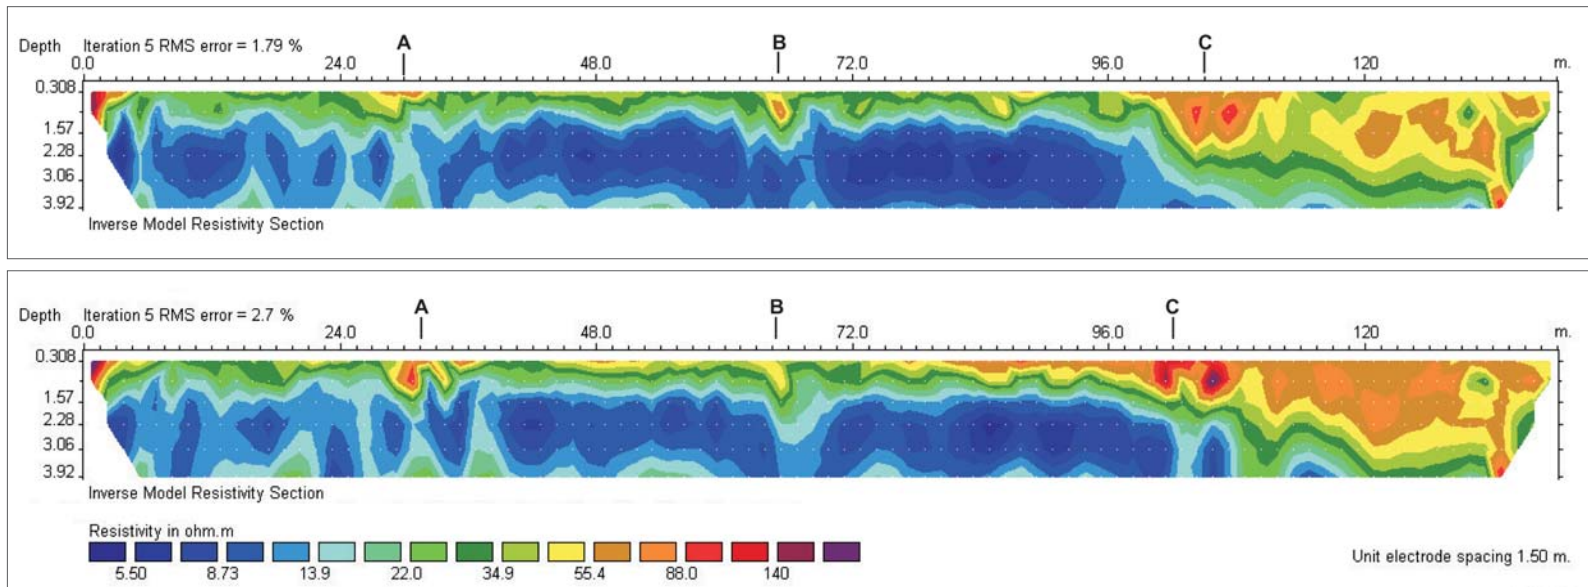 A B C
Depth Iteration 5 RMS error = 1.79 %
0.0 24.0 48.0 72.0 96.0 120 m.
0.308
1.57
2.28
3.06
3.92
Inverse Model Resistivity Section
A B C
Depth Iteration 5 RMS error = 2.7 %
0.0 24.0 48.0 72.0 96.0 120 m.
0.308
1.57
2.28
3.06
3.92
Inverse Model Resistivity Section
Resistivity in ohm.m
5.50 8.73 13.9 22.0 34.9 55.4 88.0 140
Unit electrode spacing 1.50 m.